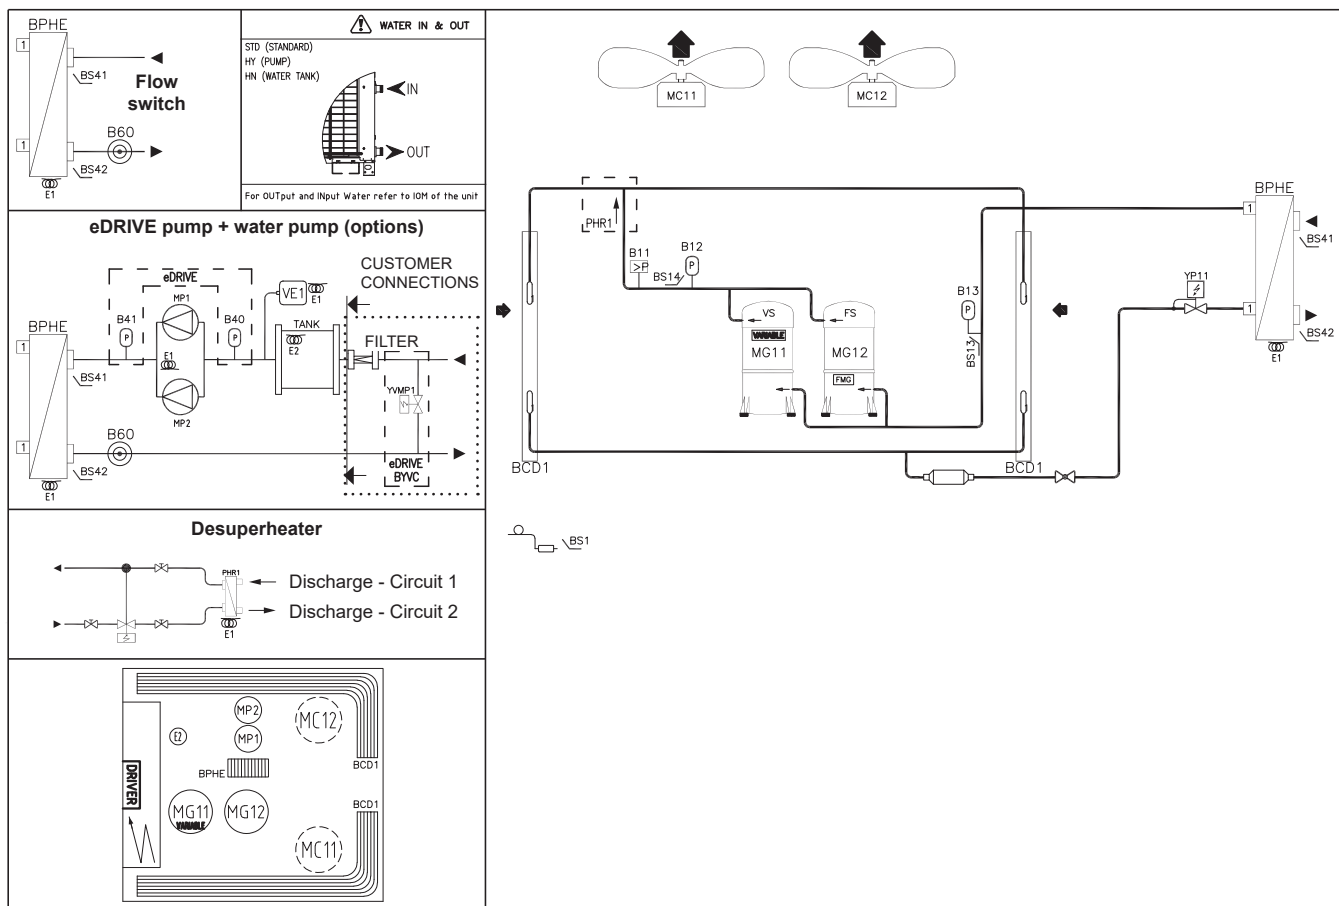 BPHE
1
BS41
Flow
switch
B60
1
BS42
E1
WATER IN & OUT
STD (STANDARD)
HY (PUMP)
HN (WATER TANK)
IN
OUT
For OUTput and INput Water refer to IOM of the unit
eDRIVE pump + water pump (options)
CUSTOMER
CONNECTIONS
eDRIVE
MP1
VE1
E1
B41
P
B40
P
TANK
E2
FILTER
BPHE
1
E1
BS41
YVMP1
MP2
B60
1
BS42
eDRIVE
BYVC
E1
Desuperheater
PHR1
Discharge - Circuit 1
Discharge - Circuit 2
E1
MP2
MC12
E2
MP1
BPHE
BCD1
DRIVER
MG11
VARIABLE
MG12
BCD1
MC11
MC11
MC12
PHR1
B11
>P
BS14
B12
P
VS
VARIABLE
MG11
FS
MG12
FMG
B13
P
BS13
BCD1
BCD1
YP11
BPHE
1
BS41
1
BS42
E1
BS1